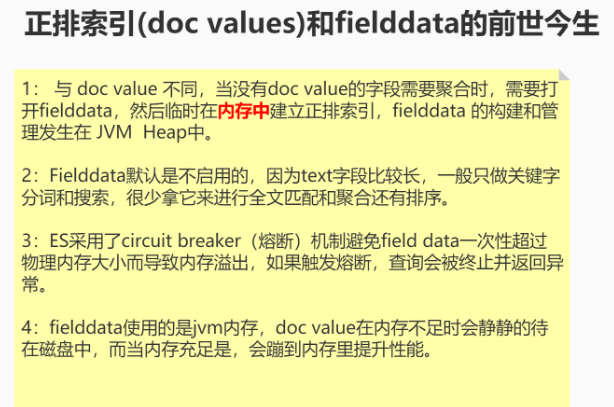 正排索引(doc values)和fielddata的前世今生
1： 与 doc value 不同，当没有doc value的字段需要聚合时，需要打
开fielddata，然后临时在内存中建立正排索引，fielddata 的构建和管
理发生在 JVM Heap中。
2：Fielddata默认是不启用的，因为text字段比较长，一般只做关键字
分词和搜索，很少拿它来进行全文匹配和聚合还有排序。
3：ES采用了circuit breaker（熔断）机制避免field data一次性超过
物理内存大小而导致内存溢出，如果触发熔断，查询会被终止并返回异
常。
4：fielddata使用的是jvm内存，doc value在内存不足时会静静的待
在磁盘中，而当内存充足是，会蹦到内存里提升性能。